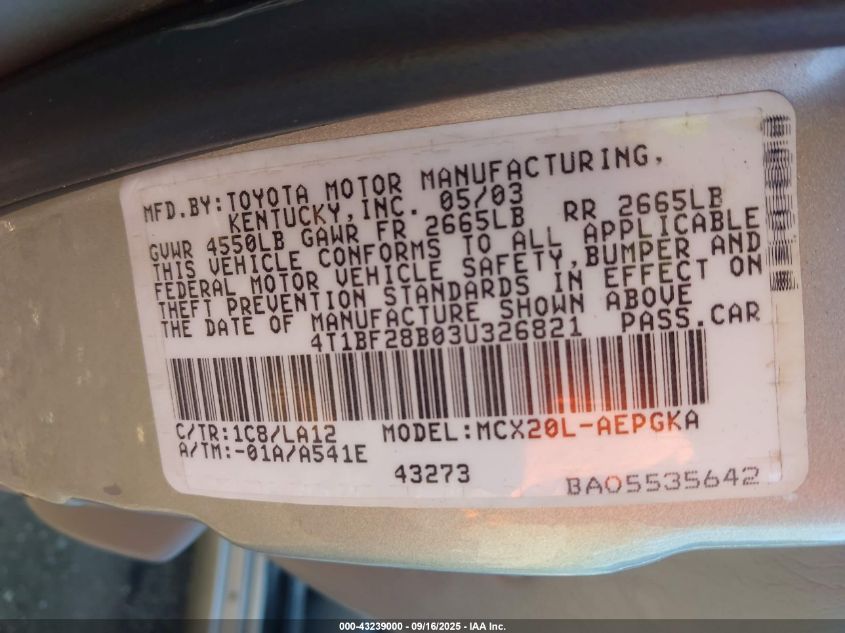 MFD.BY:TOYOTA MOTOR MANUFACTURING,
KENTUCKY,INC. 05/03
GVWR 4550LB GAWR FR 2665LB RR 2665LB
THIS VEHICLE CONFORMS TO ALL APPLICABLE
FEDERAL MOTOR VEHICLE SAFETY,BUMPER AND
THEFT PREVENTION STANDARDS IN EFFECT ON
THE DATE OF MANUFACTURE SHOWN ABOVE
4T1BF28B03U326821 PASS.CAR
C/TR:1C8/LA12 MODEL:MCX20L-AEPGKA
A/TM:-01A/A541E
43273 BA05535642
000-43239000 - 09/16/2025 - IAA Inc.